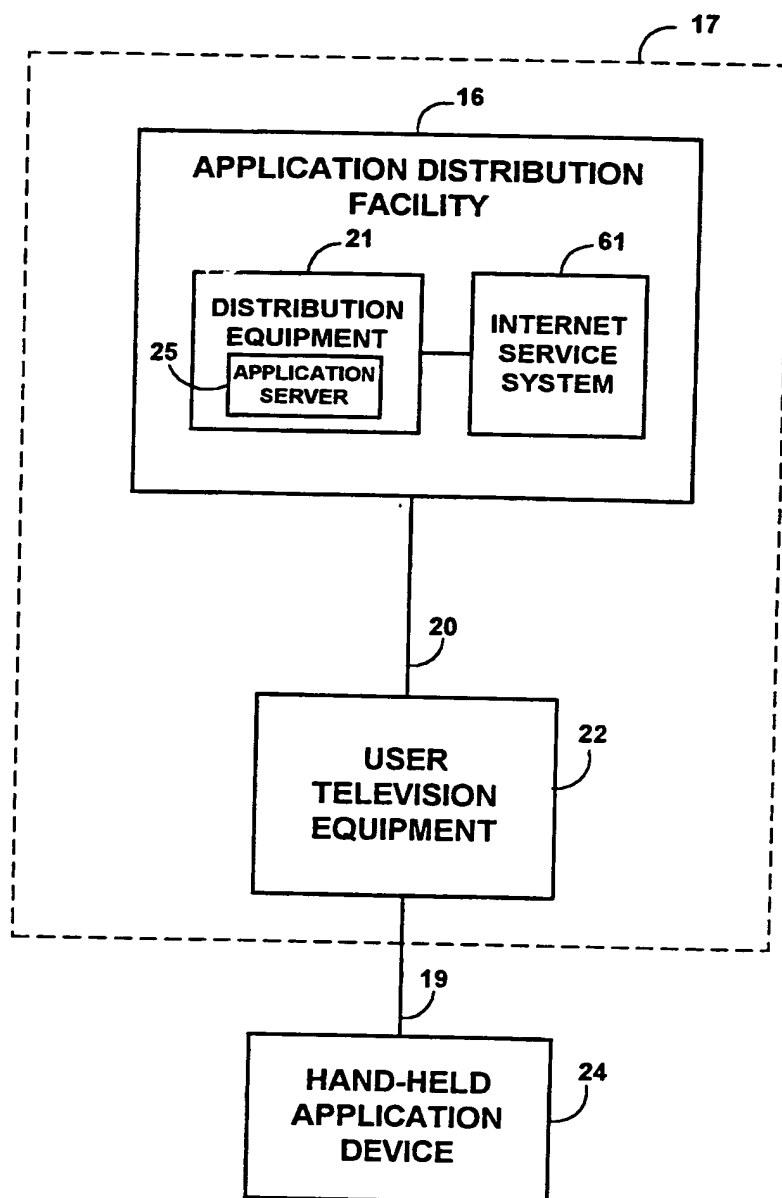 17
16
APPLICATION DISTRIBUTION
FACILITY
21
61
DISTRIBUTION
EQUIPMENT
25
APPLICATION
SERVER
INTERNET
SERVICE
SYSTEM
20
USER
TELEVISION
EQUIPMENT
22
19
HAND-HELD
APPLICATION
DEVICE
24